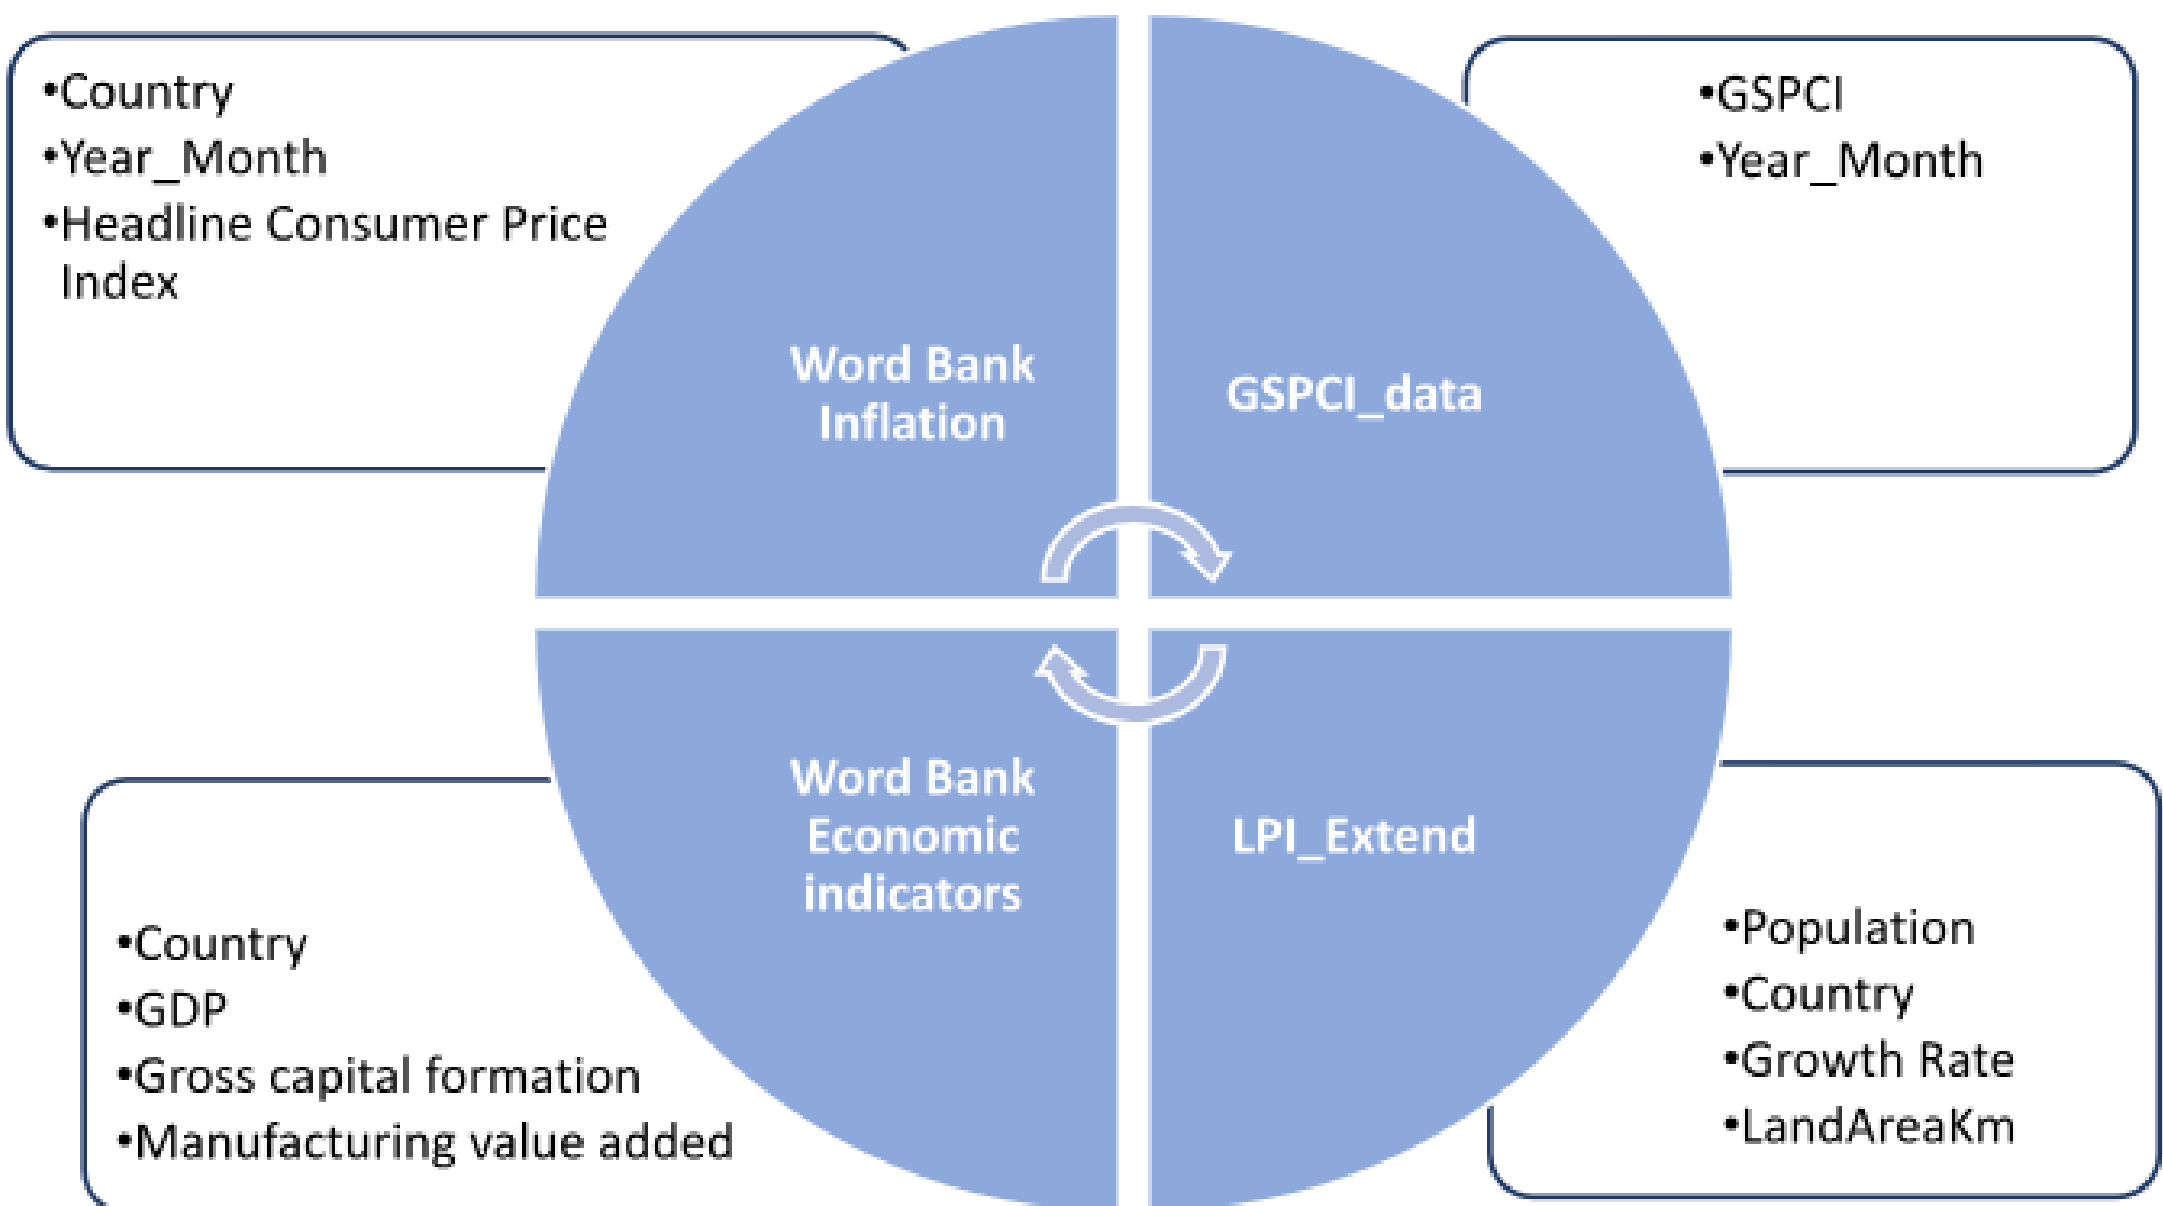 •Country
•Year_Month
•Headline Consumer Price
Index
Word Bank
Inflation
GSPCI_data
•GSPCI
•Year_Month
•Country
•GDP
•Gross capital formation
•Manufacturing value added
Word Bank
Economic
indicators
LPI_Extend
•Population
•Country
•Growth Rate
•LandAreaKm